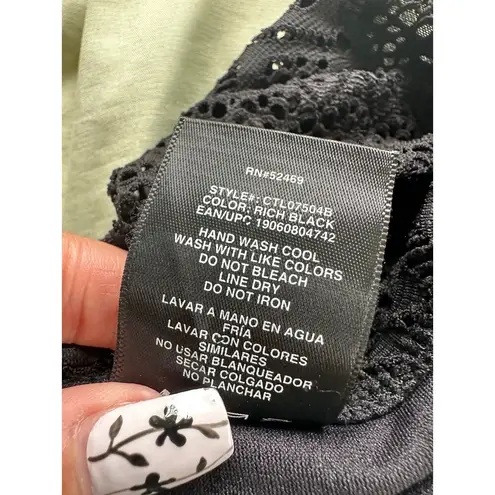 RN#52469
STYLE#: CTL07504B
COLOR: RICH BLACK
EAN/UPC 19060804742
HAND WASH COOL
WASH WITH LIKE COLORS
DO NOT BLEACH
LINE DRY
DO NOT IRON
LAVAR A MANO EN AGUA
FRÍA
LAVAR CON COLORES
SIMILARES
NO USAR BLANQUEADOR
SECAR COLGADO
NO PLANCHAR